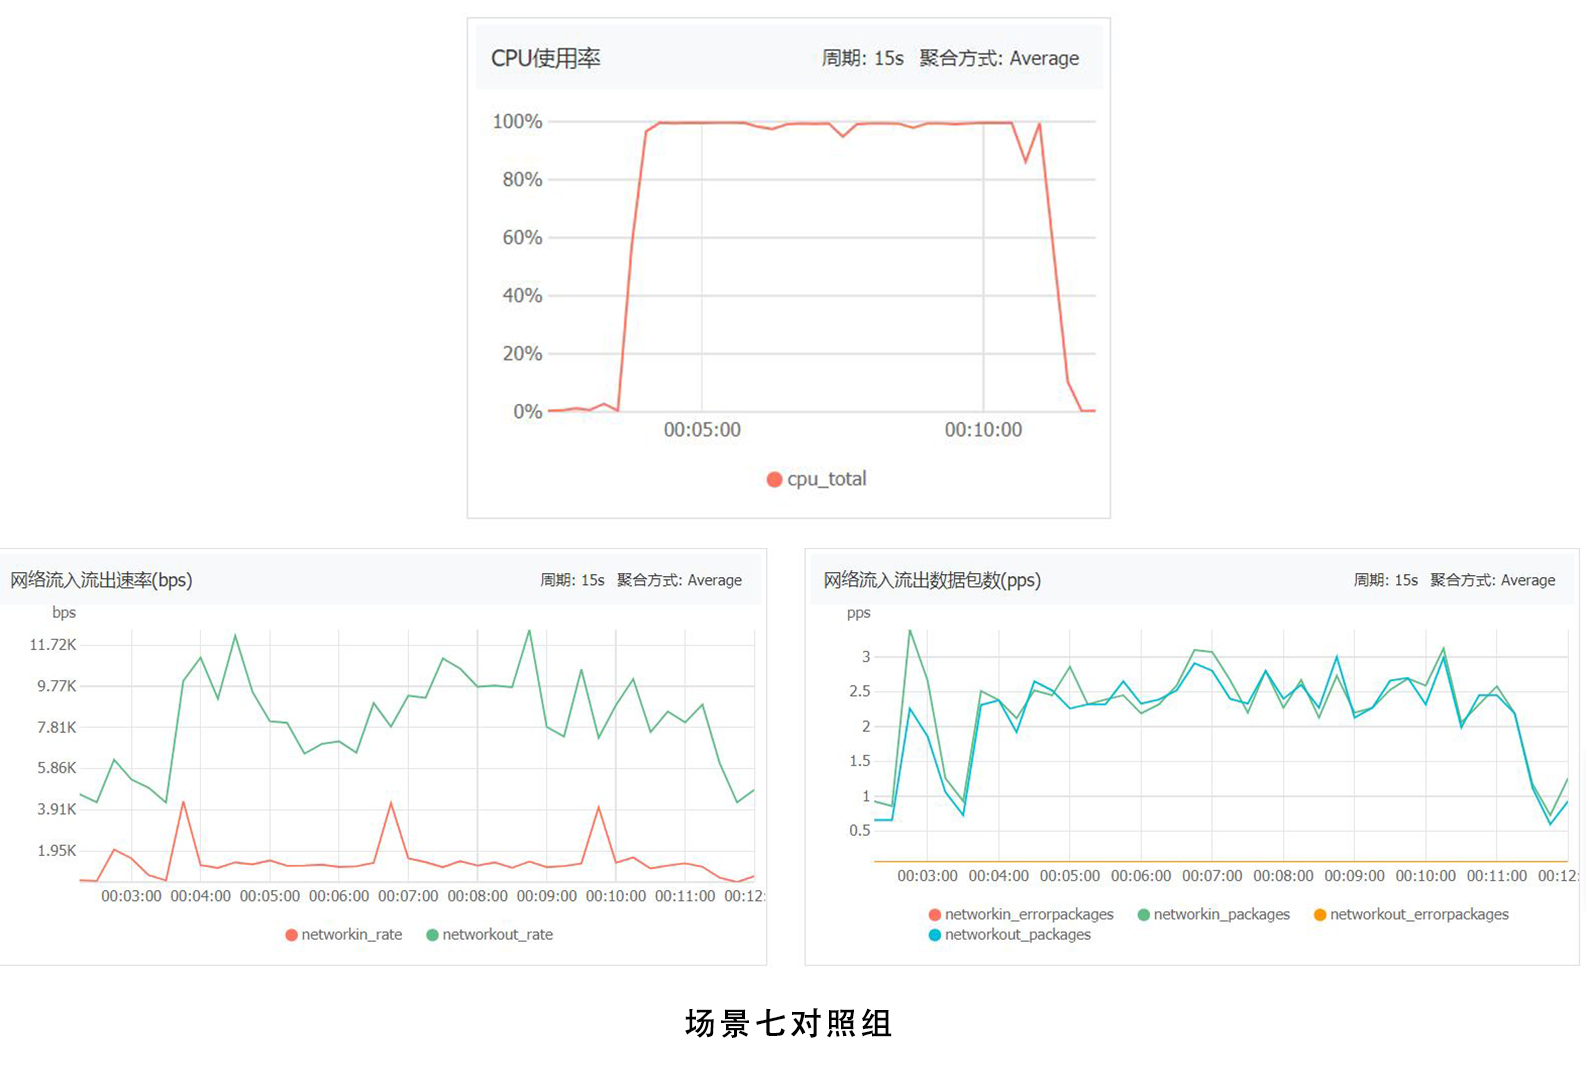 CPU使用率 周期: 15s 聚合方式: Average
100%
80%
60%
40%
20%
0%
00:05:00 00:10:00
cpu_total
网络流入流出速率(bps) 周期: 15s 聚合方式: Average
bps
11.72K
9.77K
7.81K
5.86K
3.91K
1.95K
00:03:00 00:04:00 00:05:00 00:06:00 00:07:00 00:08:00 00:09:00 00:10:00 00:11:00 00:12:
networkin_rate networkout_rate
网络流入流出数据包数(pps) 周期: 15s 聚合方式: Average
pps
3
2.5
2
1.5
1
0.5
00:03:00 00:04:00 00:05:00 00:06:00 00:07:00 00:08:00 00:09:00 00:10:00 00:11:00 00:12:
networkin_errorpackages networkin_packages networkout_errorpackages
networkout_packages
场景七对照组